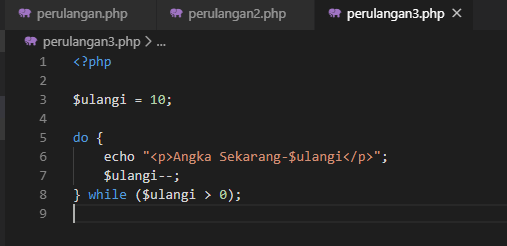 perulangan.php perulangan2.php perulangan3.php ×
perulangan3.php > ...
1 <?php
2
3 $ulangi = 10;
4
5 do {
6 echo "<p>Angka Sekarang-$ulangi</p>";
7 $ulangi--;
8 } while ($ulangi > 0);
9